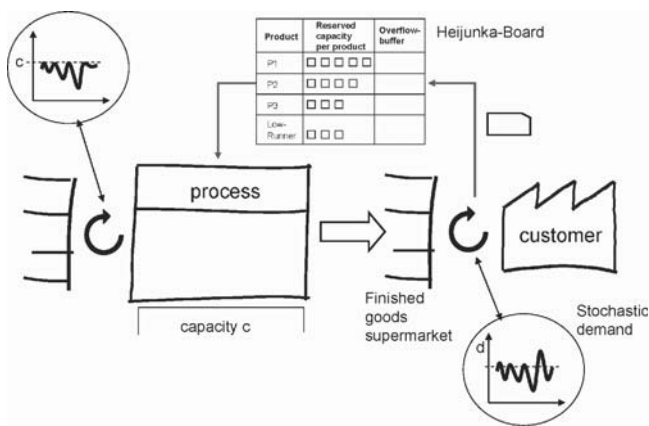 Product
Reserved
capacity
per product
Overflow-
buffer
Heijunka-Board
P1
P2
P3
Low-
Runner
c
process
customer
capacity c
Finished
goods
supermarket
Stochastic
demand
d